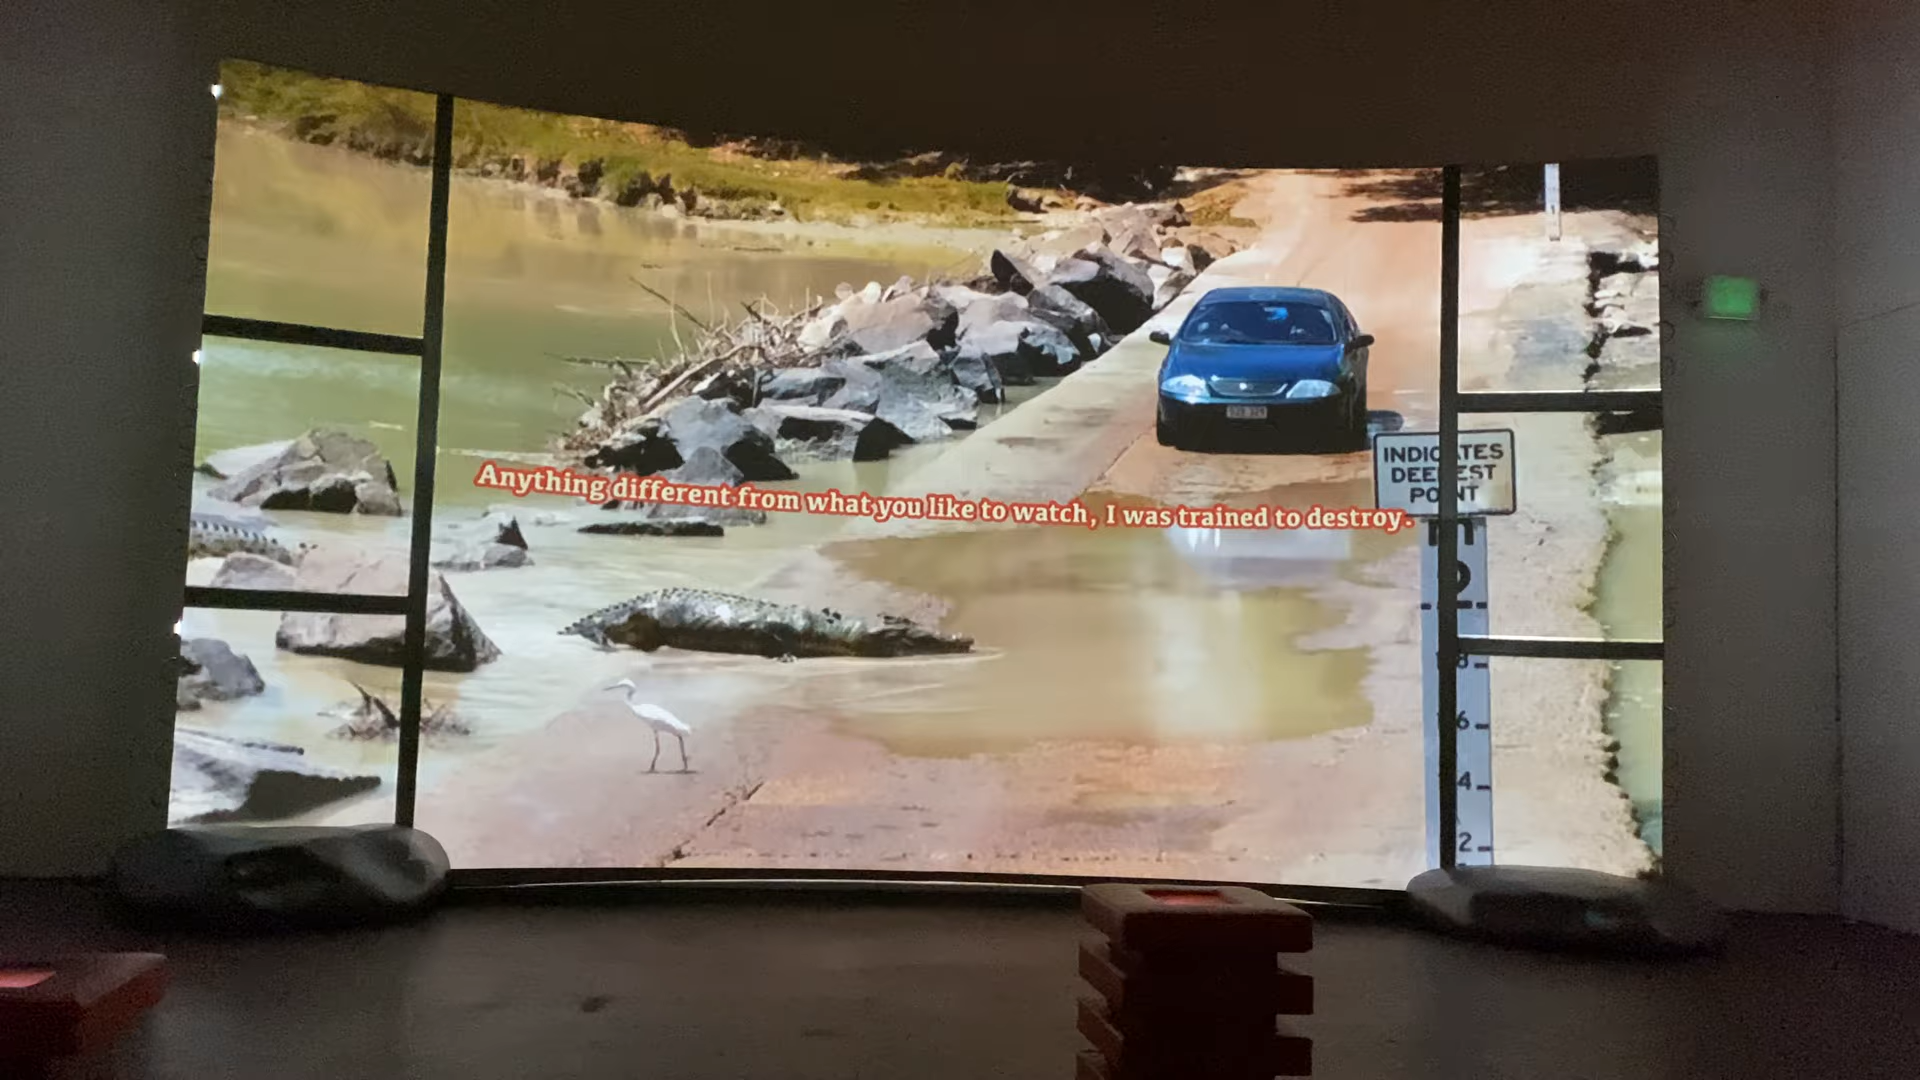 Anything different from what you like to watch, I was trained to destroy.
INDICATES
DEEPEST
POINT
m
8
6
4
2